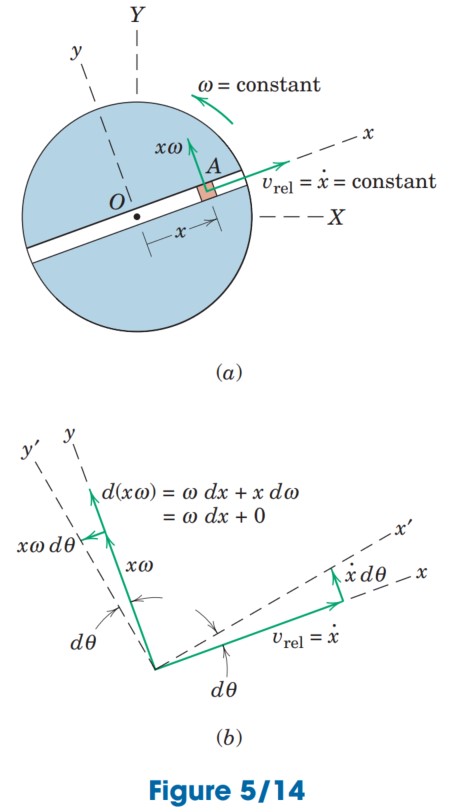 Y
y
ω = constant
x
xω
A
v_rel = ẋ = constant
O
X
x
(a)
y′
y
d(xω) = ω dx + x dω
= ω dx + 0
xω dθ
x′
xω
ẋ dθ
x
v_rel = ẋ
dθ
dθ
(b)
Figure 5/14